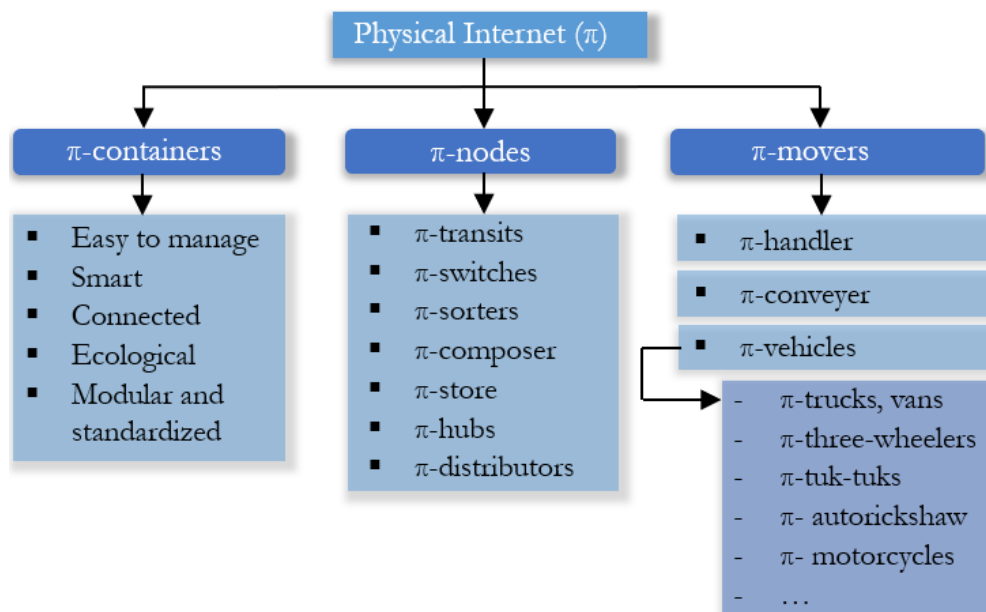 Physical Internet (π)
π-containers
Easy to manage
Smart
Connected
Ecological
Modular and
standardized
π-nodes
π-transits
π-switches
π-sorters
π-composer
π-store
π-hubs
π-distributors
π-movers
π-handler
π-conveyer
π-vehicles
- π-trucks, vans
- π-three-wheelers
- π-tuk-tuks
- π- autorickshaw
- π- motorcycles
- …